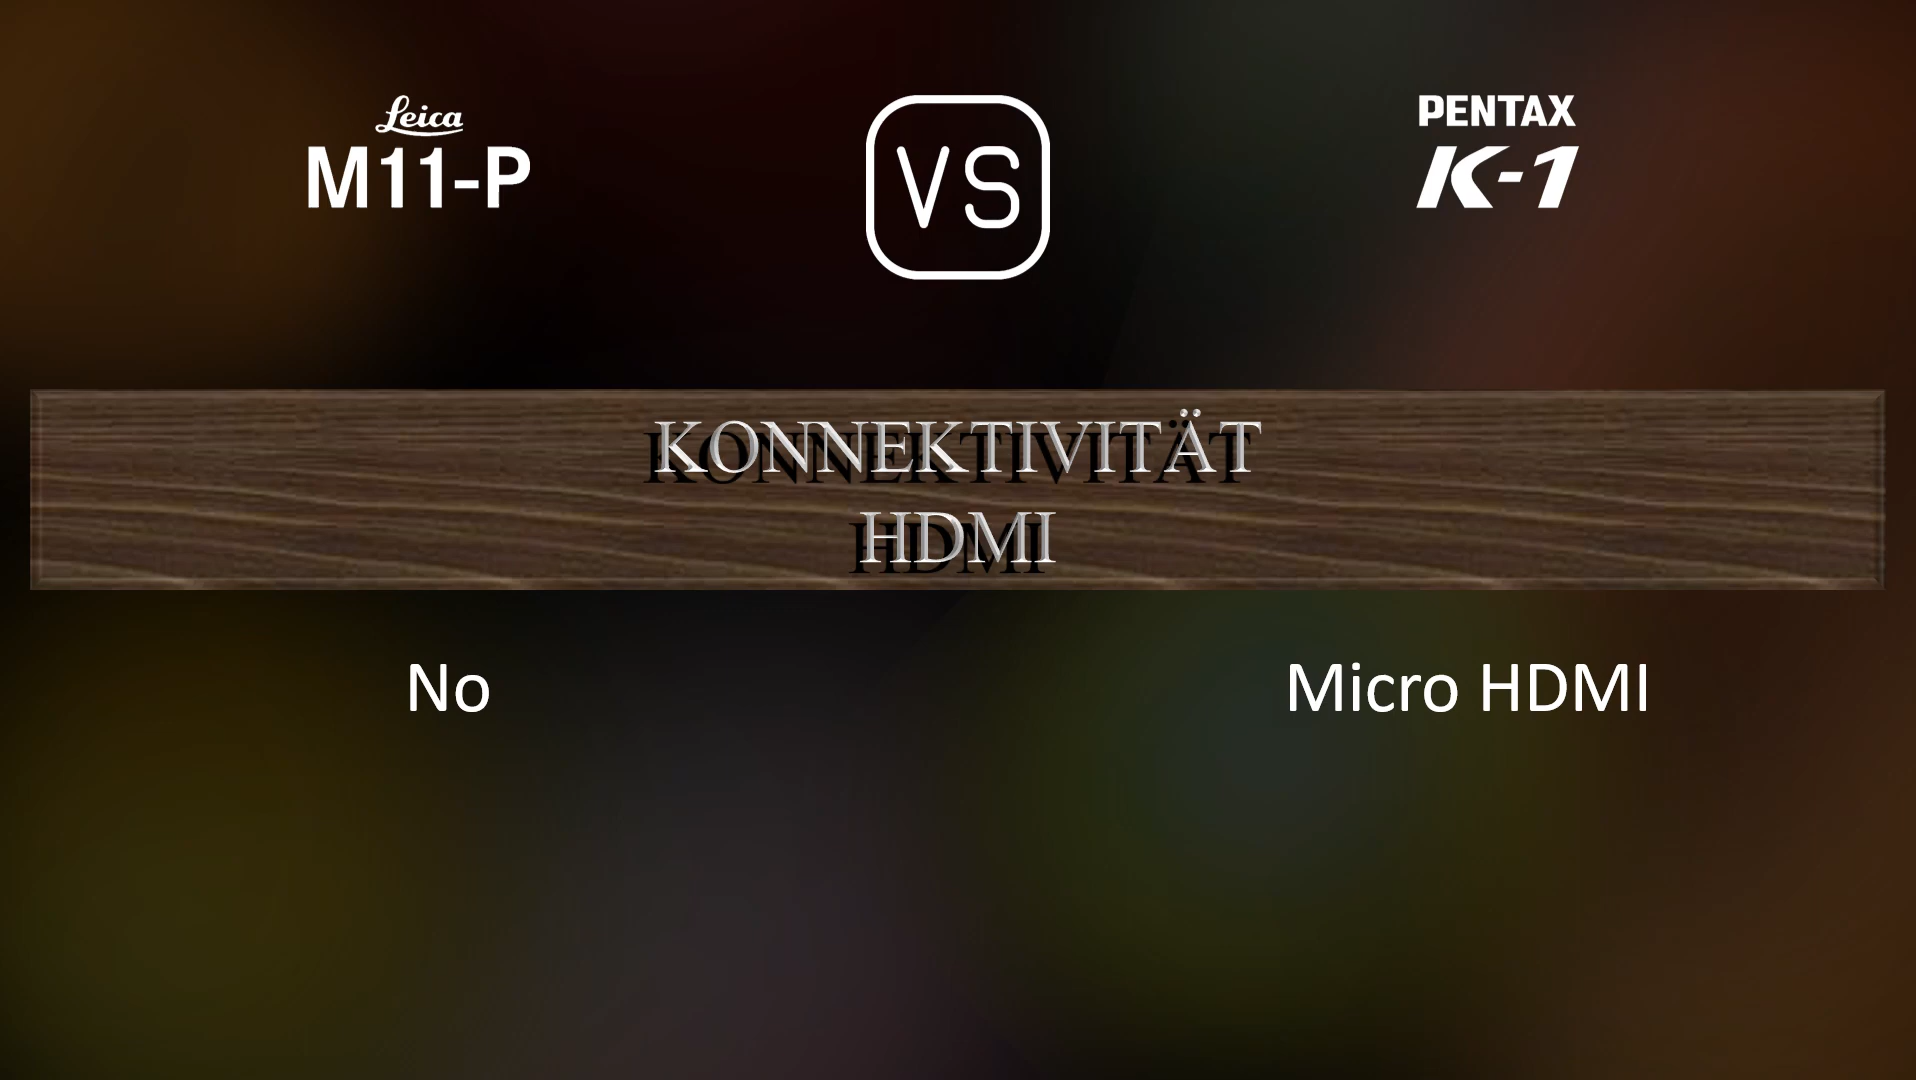 Leica
M11-P
VS
PENTAX
K-1
KONNEKTIVITÄT
HDMI
No
Micro HDMI